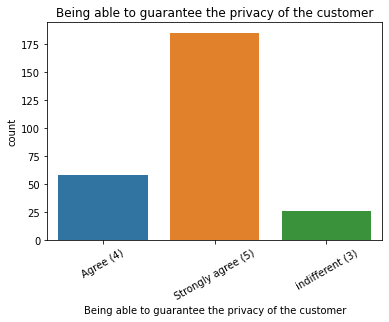 Being able to guarantee the privacy of the customer
175
150
125
100
75
50
25
0
count
Agree (4)
Strongly agree (5)
indifferent (3)
Being able to guarantee the privacy of the customer